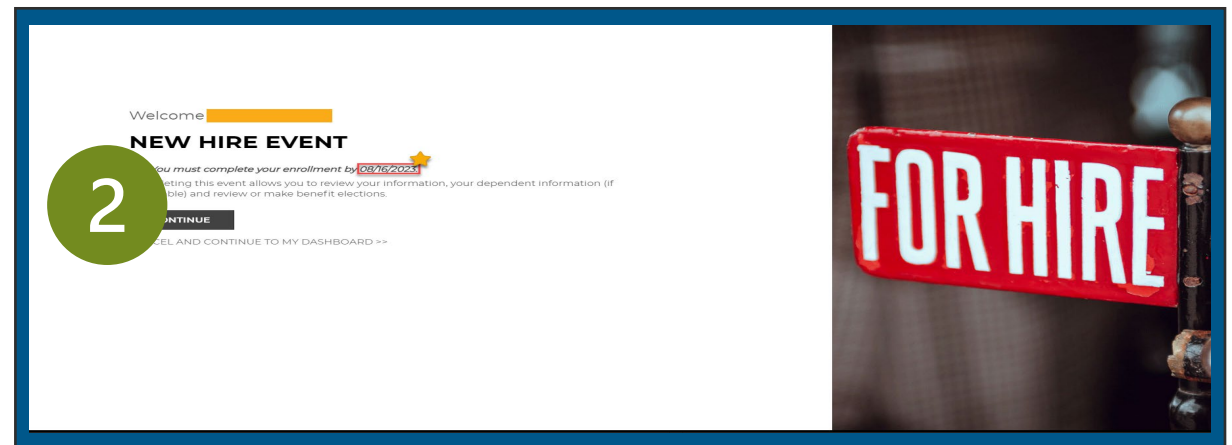 Welcome
NEW HIRE EVENT
You must complete your enrollment by 08/16/2023
eting this event allows you to review your information, your dependent information (if
ble) and review or make benefit elections.
2
ONTINUE
CEL AND CONTINUE TO MY DASHBOARD >>
FOR HIRE